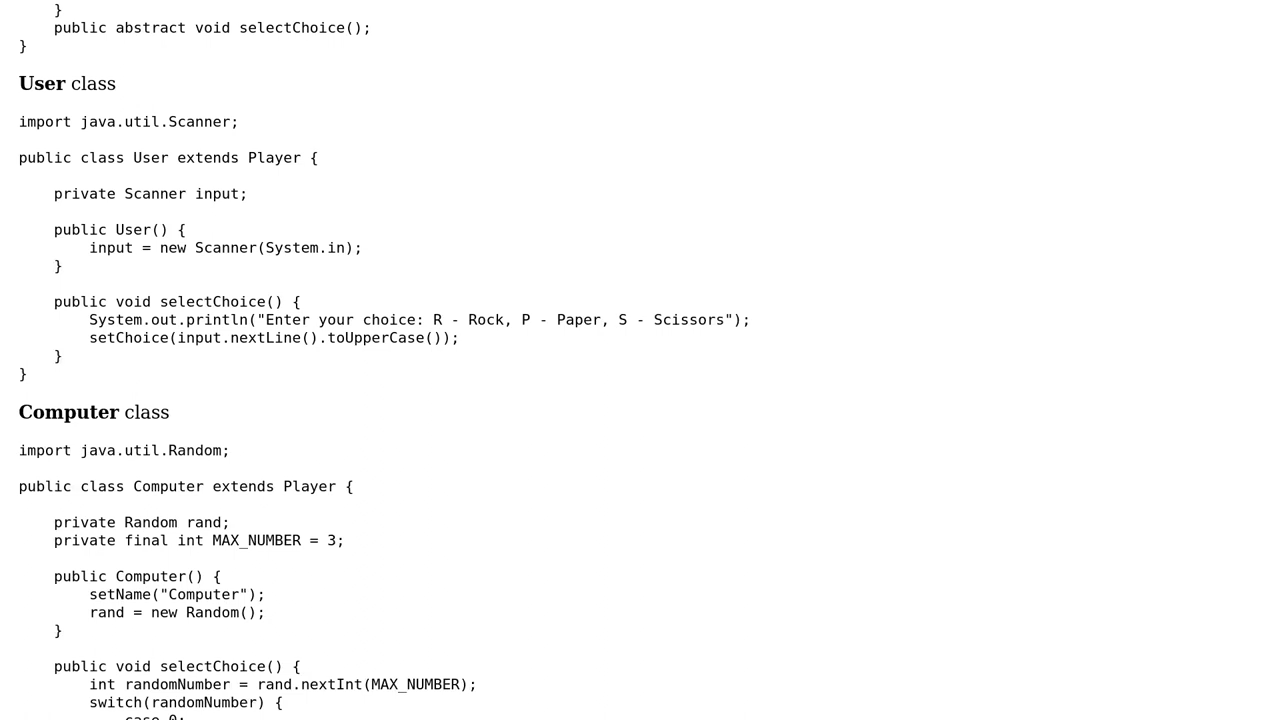 }
    public abstract void selectChoice();
}
User class
import java.util.Scanner;
public class User extends Player {
    private Scanner input;
    public User() {
        input = new Scanner(System.in);
    }
    public void selectChoice() {
        System.out.println("Enter your choice: R - Rock, P - Paper, S - Scissors");
        setChoice(input.nextLine().toUpperCase());
    }
}
Computer class
import java.util.Random;
public class Computer extends Player {
    private Random rand;
    private final int MAX_NUMBER = 3;
    public Computer() {
        setName("Computer");
        rand = new Random();
    }
    public void selectChoice() {
        int randomNumber = rand.nextInt(MAX_NUMBER);
        switch(randomNumber) {
            case 0: